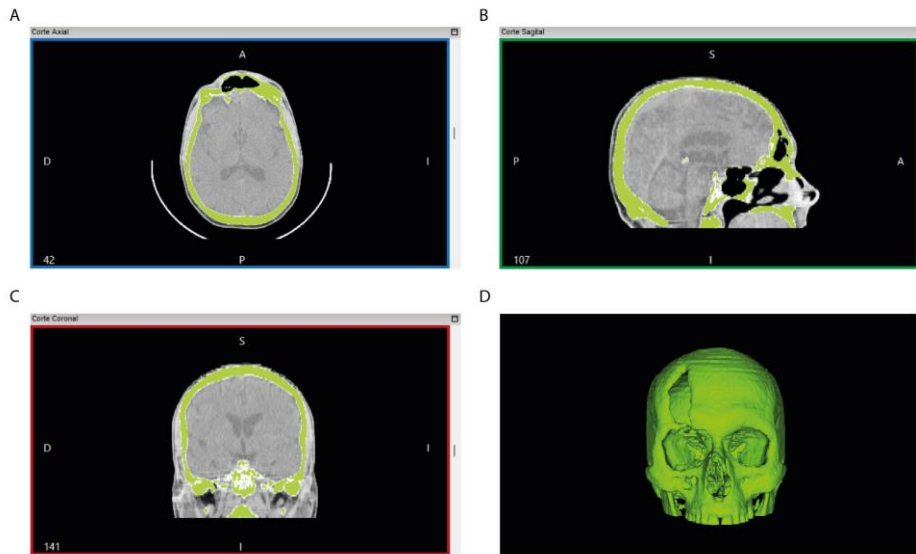 A
B
Corte Axial
Corte Sagital
A
S
D
I
P
A
42
P
107
I
C
D
Corte Coronal
S
D
I
141
I